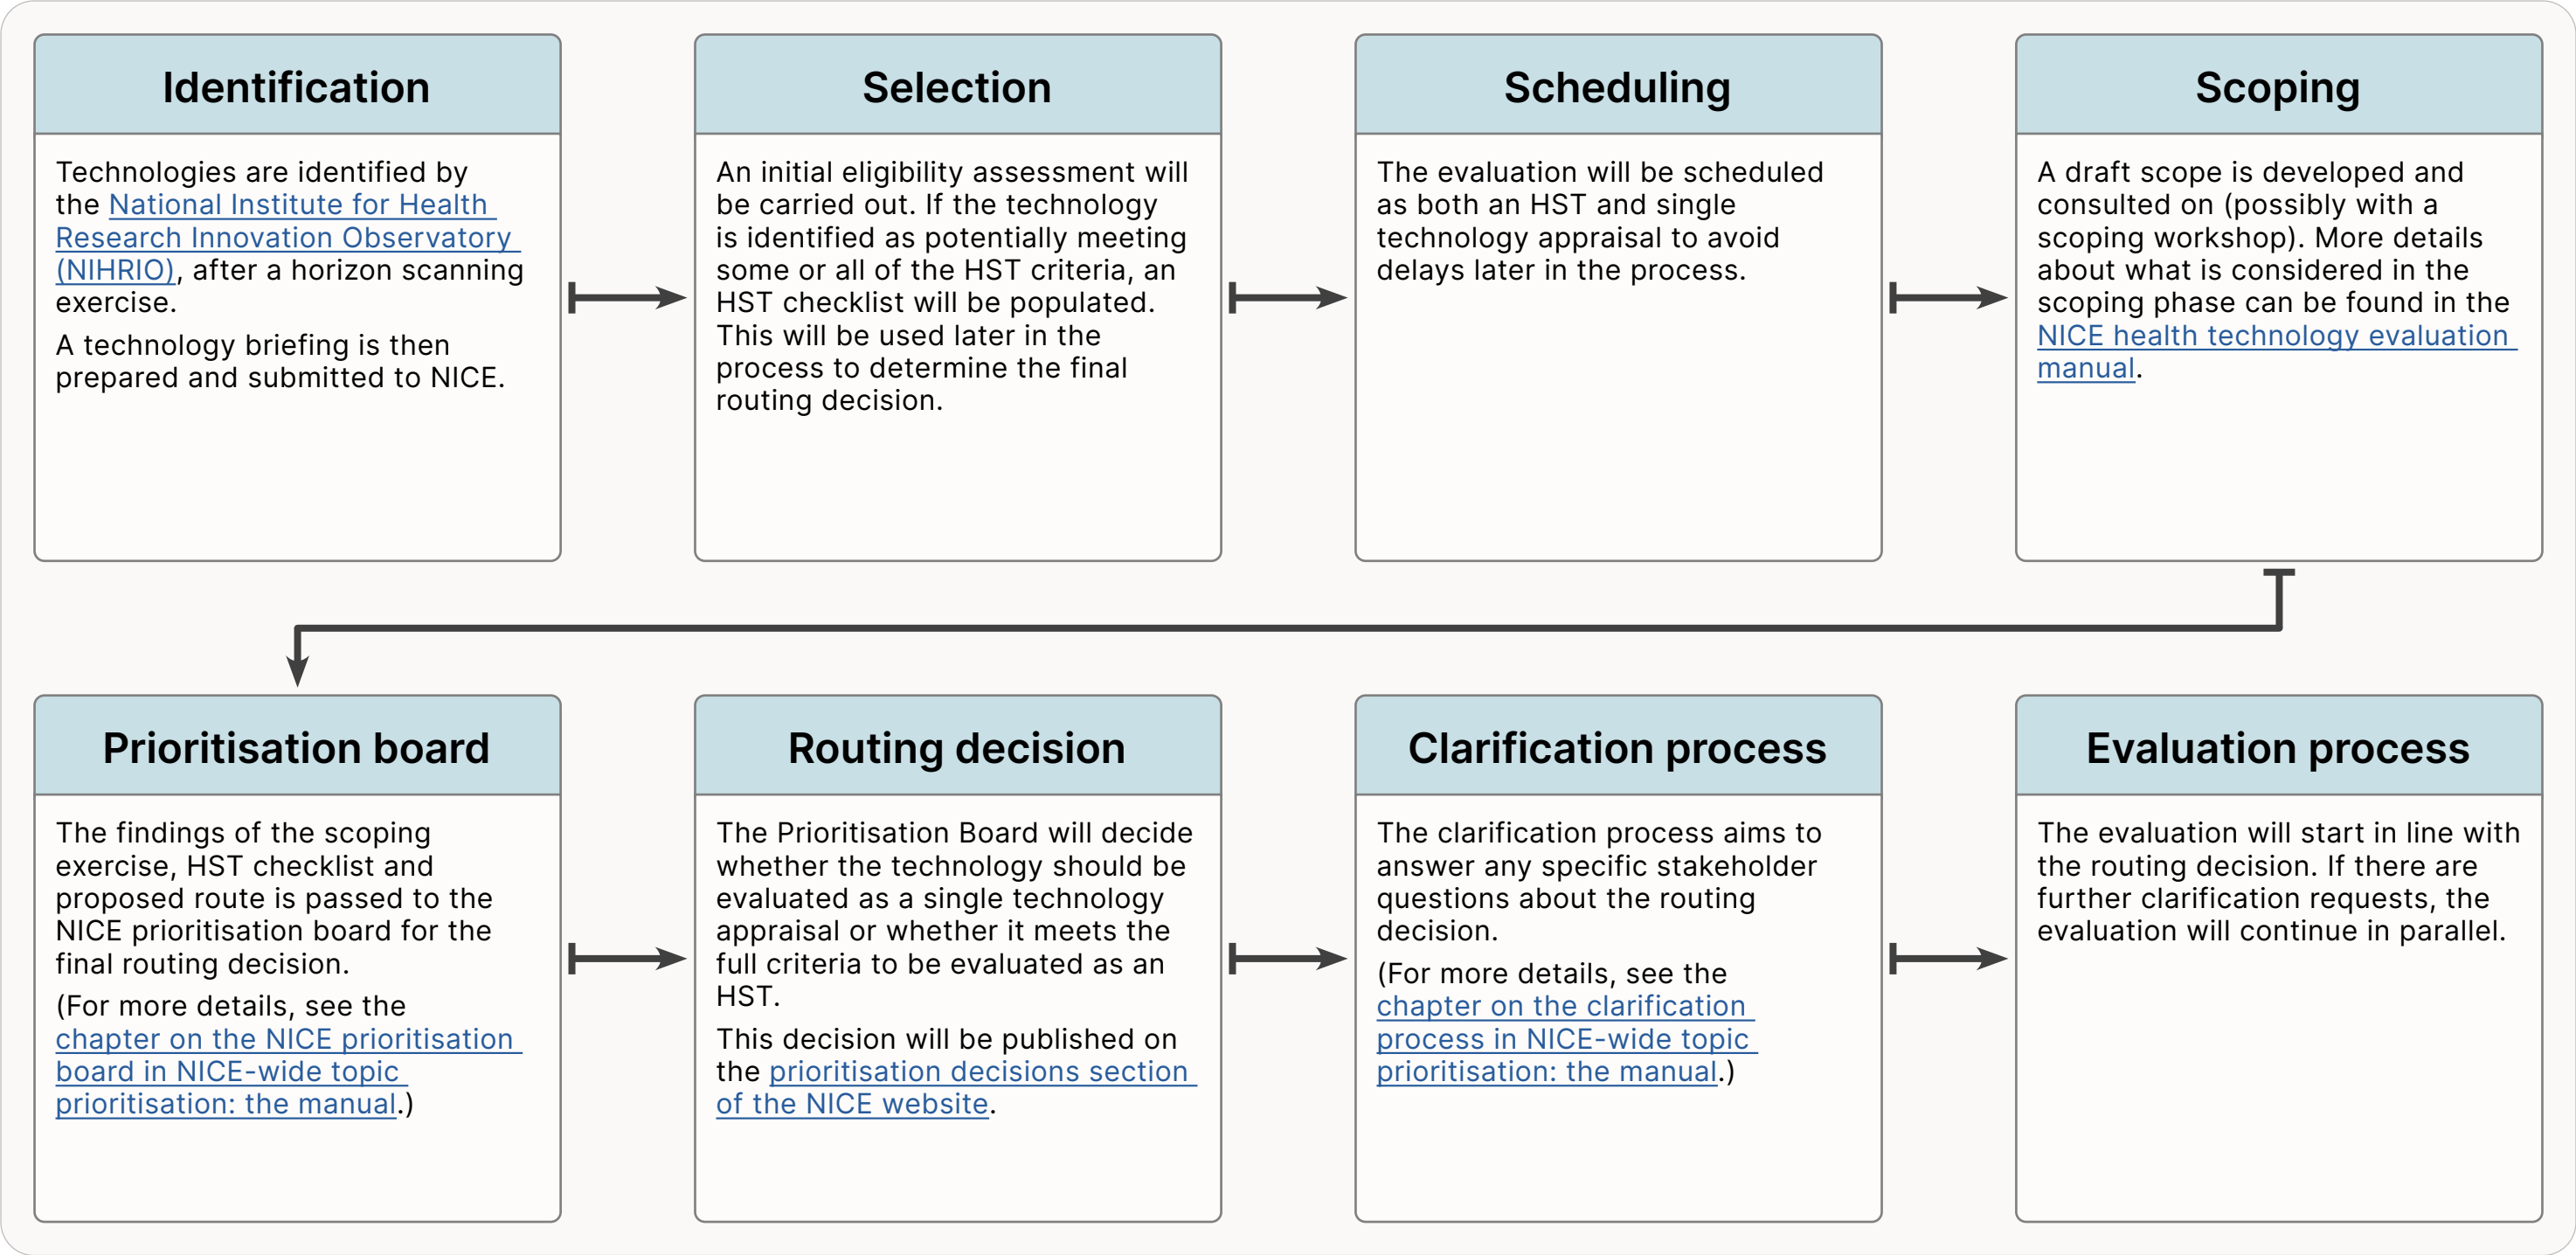 Identification
Technologies are identified by
the National Institute for Health
Research Innovation Observatory
(NIHRIO), after a horizon scanning
exercise.
A technology briefing is then
prepared and submitted to NICE.
Selection
An initial eligibility assessment will
be carried out. If the technology
is identified as potentially meeting
some or all of the HST criteria, an
HST checklist will be populated.
This will be used later in the
process to determine the final
routing decision.
Scheduling
The evaluation will be scheduled
as both an HST and single
technology appraisal to avoid
delays later in the process.
Scoping
A draft scope is developed and
consulted on (possibly with a
scoping workshop). More details
about what is considered in the
scoping phase can be found in the
NICE health technology evaluation
manual.
Prioritisation board
The findings of the scoping
exercise, HST checklist and
proposed route is passed to the
NICE prioritisation board for the
final routing decision.
(For more details, see the
chapter on the NICE prioritisation
board in NICE-wide topic
prioritisation: the manual.)
Routing decision
The Prioritisation Board will decide
whether the technology should be
evaluated as a single technology
appraisal or whether it meets the
full criteria to be evaluated as an
HST.
This decision will be published on
the prioritisation decisions section
of the NICE website.
Clarification process
The clarification process aims to
answer any specific stakeholder
questions about the routing
decision.
(For more details, see the
chapter on the clarification
process in NICE-wide topic
prioritisation: the manual.)
Evaluation process
The evaluation will start in line with
the routing decision. If there are
further clarification requests, the
evaluation will continue in parallel.